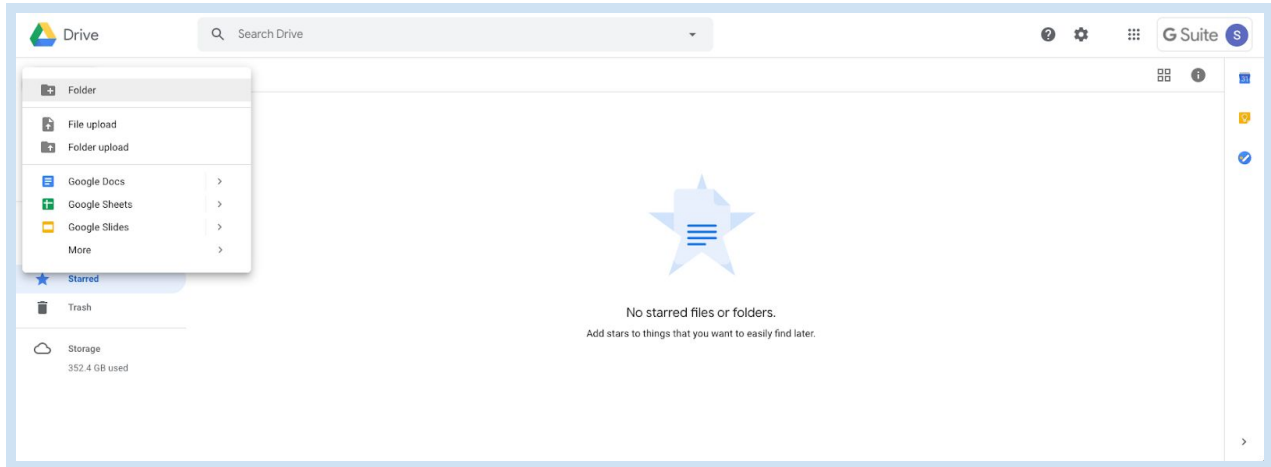 Drive
Search Drive
G Suite
S
Folder
31
File upload
Folder upload
Google Docs
Google Sheets
Google Slides
More
Starred
Trash
Storage
352.4 GB used
No starred files or folders.
Add stars to things that you want to easily find later.